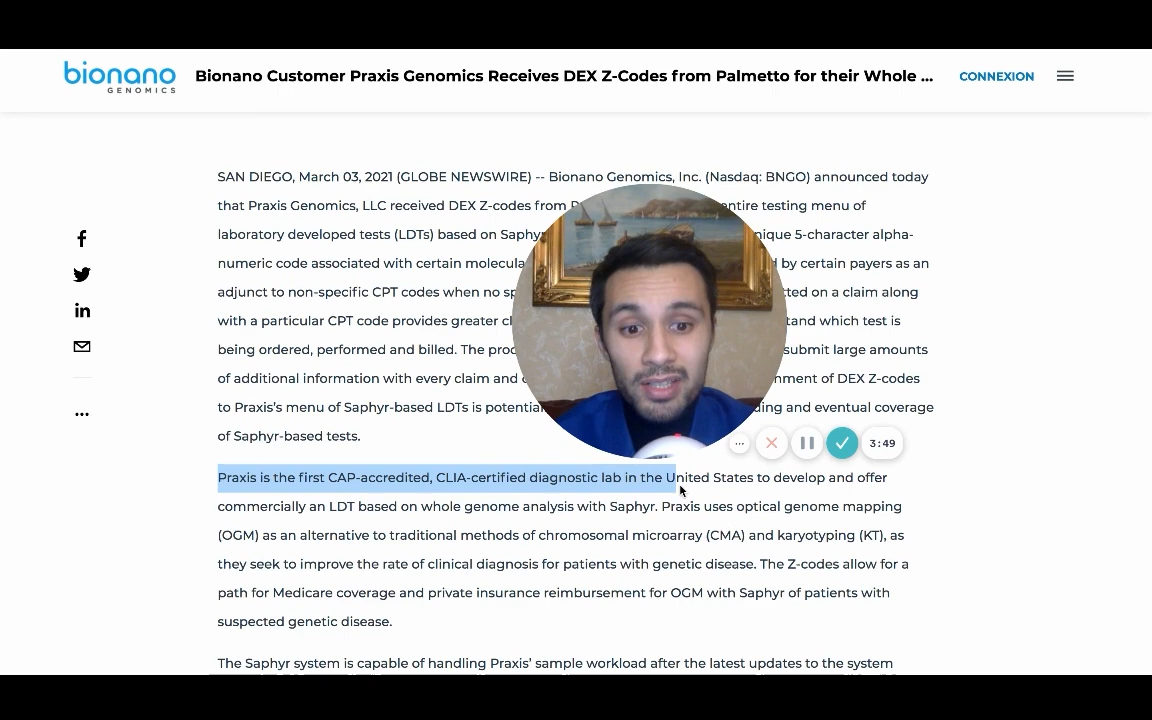 bionano
GENOMICS
Bionano Customer Praxis Genomics Receives DEX Z-Codes from Palmetto for their Whole ...
CONNEXION
SAN DIEGO, March 03, 2021 (GLOBE NEWSWIRE) -- Bionano Genomics, Inc. (Nasdaq: BNGO) announced today
that Praxis Genomics, LLC received DEX Z-codes from entire testing menu of
laboratory developed tests (LDTs) based on Saphyr 5-character alpha-
numeric code associated with certain by certain payers as an
adjunct to non-specific CPT codes when no on a claim along
with a particular CPT code provides greater which test is
being ordered, performed and billed. The submit large amounts
of additional information with every claim and of DEX Z-codes
to Praxis's menu of Saphyr-based LDTs is and eventual coverage
of Saphyr-based tests.
3:49
Praxis is the first CAP-accredited, CLIA-certified diagnostic lab in the United States to develop and offer
commercially an LDT based on whole genome analysis with Saphyr. Praxis uses optical genome mapping
(OGM) as an alternative to traditional methods of chromosomal microarray (CMA) and karyotyping (KT), as
they seek to improve the rate of clinical diagnosis for patients with genetic disease. The Z-codes allow for a
path for Medicare coverage and private insurance reimbursement for OGM with Saphyr of patients with
suspected genetic disease.
The Saphyr system is capable of handling Praxis' sample workload after the latest updates to the system